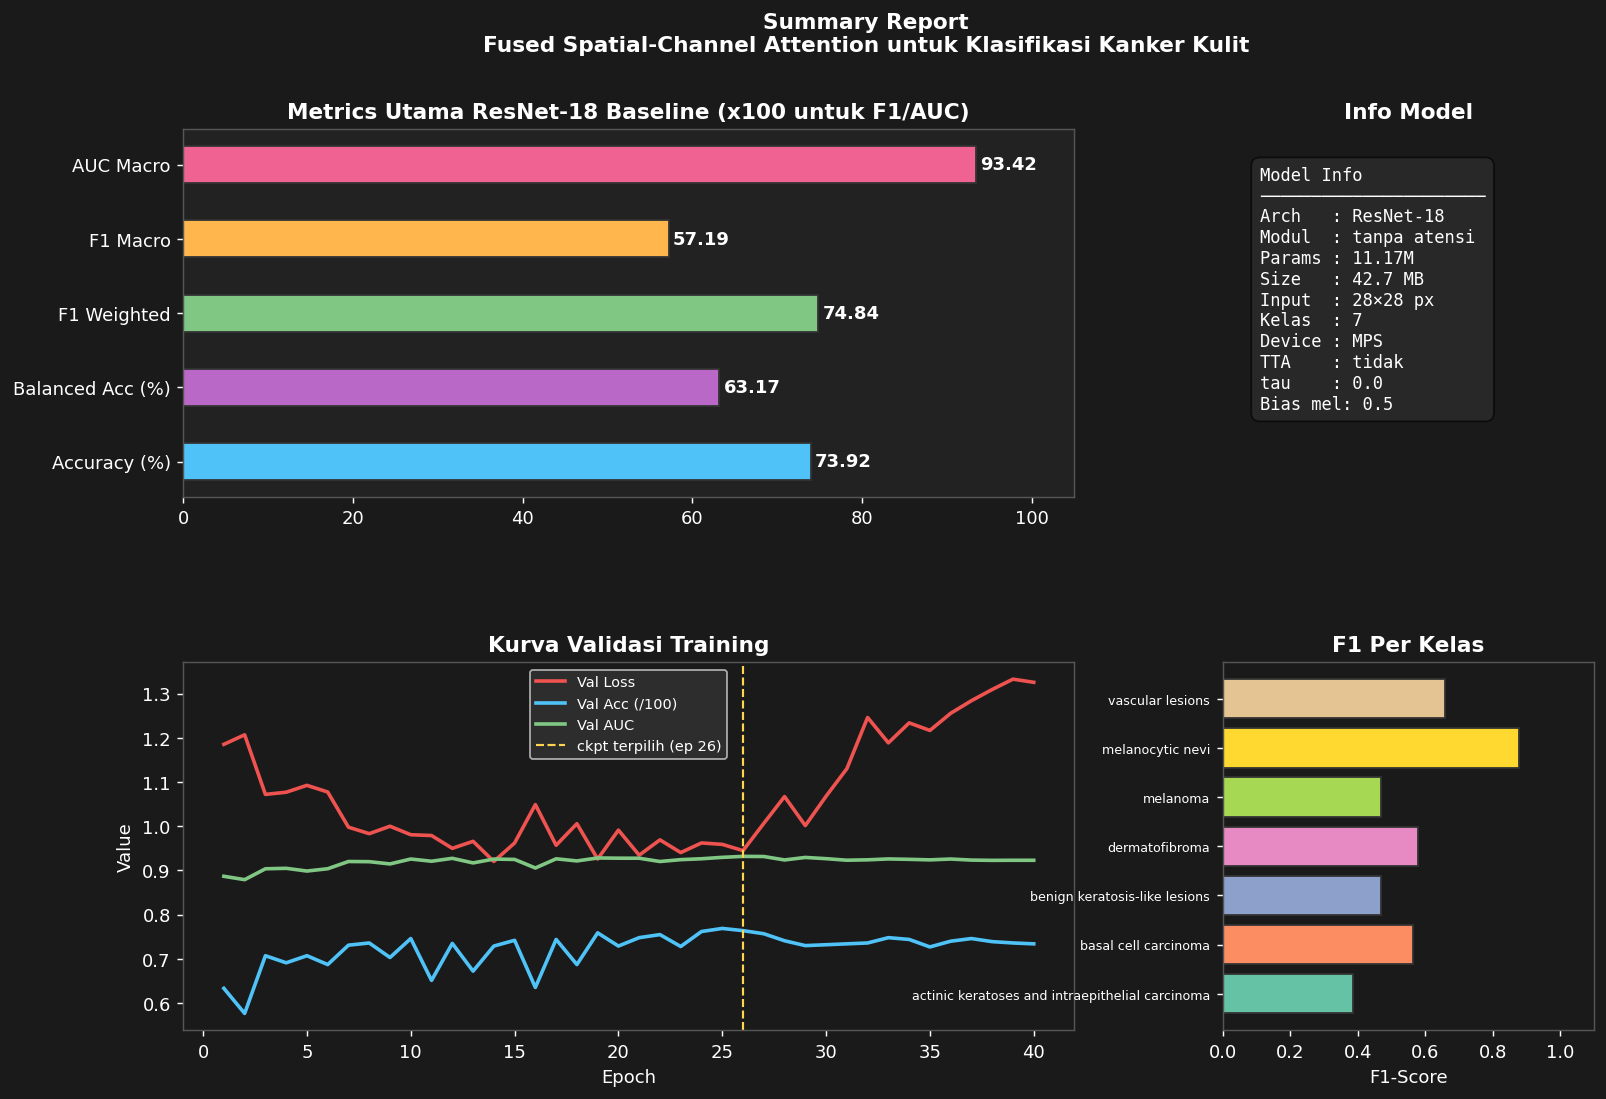 Summary Report
Fused Spatial-Channel Attention untuk Klasifikasi Kanker Kulit
Metrics Utama ResNet-18 Baseline (x100 untuk F1/AUC)
AUC Macro
93.42
F1 Macro
57.19
F1 Weighted
74.84
Balanced Acc (%)
63.17
Accuracy (%)
73.92
0 20 40 60 80 100
Info Model
Model Info
Arch : ResNet-18
Modul : tanpa atensi
Params : 11.17M
Size : 42.7 MB
Input : 28×28 px
Kelas : 7
Device : MPS
TTA : tidak
tau : 0.0
Bias mel: 0.5
Kurva Validasi Training
Value
1.3
1.2
1.1
1.0
0.9
0.8
0.7
0.6
Val Loss
Val Acc (/100)
Val AUC
ckpt terpilih (ep 26)
0 5 10 15 20 25 30 35 40
Epoch
F1 Per Kelas
vascular lesions
melanocytic nevi
melanoma
dermatofibroma
benign keratosis-like lesions
basal cell carcinoma
actinic keratoses and intraepithelial carcinoma
0.0 0.2 0.4 0.6 0.8 1.0
F1-Score